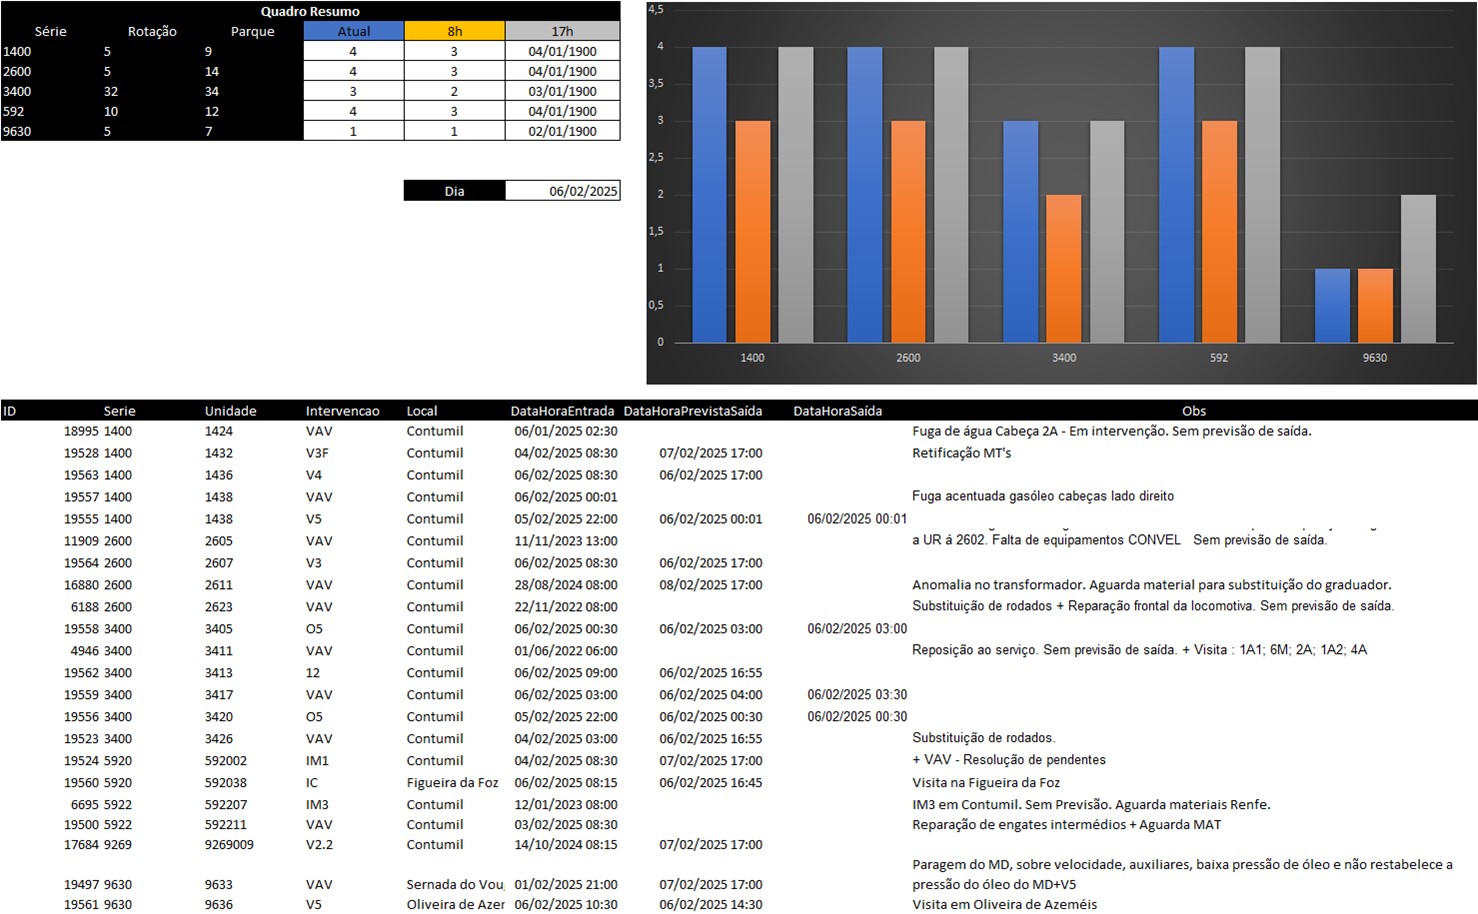 Quadro Resumo
Série Rotação Parque Atual 8h 17h
1400 5 9 4 3 04/01/1900
2600 5 14 4 3 04/01/1900
3400 32 34 3 2 03/01/1900
592 10 12 4 3 04/01/1900
9630 5 7 1 1 02/01/1900
Dia 06/02/2025
4,5
4
3,5
3
2,5
2
1,5
1
0,5
0
1400 2600 3400 592 9630
ID Serie Unidade Intervencao Local DataHoraEntrada DataHoraPrevistaSaída DataHoraSaída Obs
18995 1400 1424 VAV Contumil 06/01/2025 02:30 Fuga de água Cabeça 2A - Em intervenção. Sem previsão de saída.
19528 1400 1432 V3F Contumil 04/02/2025 08:30 07/02/2025 17:00 Retificação MT's
19563 1400 1436 V4 Contumil 06/02/2025 08:30 06/02/2025 17:00
19557 1400 1438 VAV Contumil 06/02/2025 00:01 Fuga acentuada gasóleo cabeças lado direito
19555 1400 1438 V5 Contumil 05/02/2025 22:00 06/02/2025 00:01 06/02/2025 00:01
11909 2600 2605 VAV Contumil 11/11/2023 13:00 a UR á 2602. Falta de equipamentos CONVEL Sem previsão de saída.
19564 2600 2607 V3 Contumil 06/02/2025 08:30 06/02/2025 17:00
16880 2600 2611 VAV Contumil 28/08/2024 08:00 08/02/2025 17:00 Anomalia no transformador. Aguarda material para substituição do graduador.
6188 2600 2623 VAV Contumil 22/11/2022 08:00 Substituição de rodados + Reparação frontal da locomotiva. Sem previsão de saída.
19558 3400 3405 O5 Contumil 06/02/2025 00:30 06/02/2025 03:00 06/02/2025 03:00
4946 3400 3411 VAV Contumil 01/06/2022 06:00 Reposição ao serviço. Sem previsão de saída. + Visita : 1A1; 6M; 2A; 1A2; 4A
19562 3400 3413 12 Contumil 06/02/2025 09:00 06/02/2025 16:55
19559 3400 3417 VAV Contumil 06/02/2025 03:00 06/02/2025 04:00 06/02/2025 03:30
19556 3400 3420 O5 Contumil 05/02/2025 22:00 06/02/2025 00:30 06/02/2025 00:30
19523 3400 3426 VAV Contumil 04/02/2025 03:00 06/02/2025 16:55 Substituição de rodados.
19524 5920 592002 IM1 Contumil 04/02/2025 08:30 07/02/2025 17:00 + VAV - Resolução de pendentes
19560 5920 592038 IC Figueira da Foz 06/02/2025 08:15 06/02/2025 16:45 Visita na Figueira da Foz
6695 5922 592207 IM3 Contumil 12/01/2023 08:00 IM3 em Contumil. Sem Previsão. Aguarda materiais Renfe.
19500 5922 592211 VAV Contumil 03/02/2025 08:30 Reparação de engates intermédios + Aguarda MAT
17684 9269 9269009 V2.2 Contumil 14/10/2024 08:15 07/02/2025 17:00
Paragem do MD, sobre velocidade, auxiliares, baixa pressão de óleo e não restabelece a
19497 9630 9633 VAV Sernada do Vou 01/02/2025 21:00 07/02/2025 17:00 pressão do óleo do MD+V5
19561 9630 9636 V5 Oliveira de Azer 06/02/2025 10:30 06/02/2025 14:30 Visita em Oliveira de Azeméis